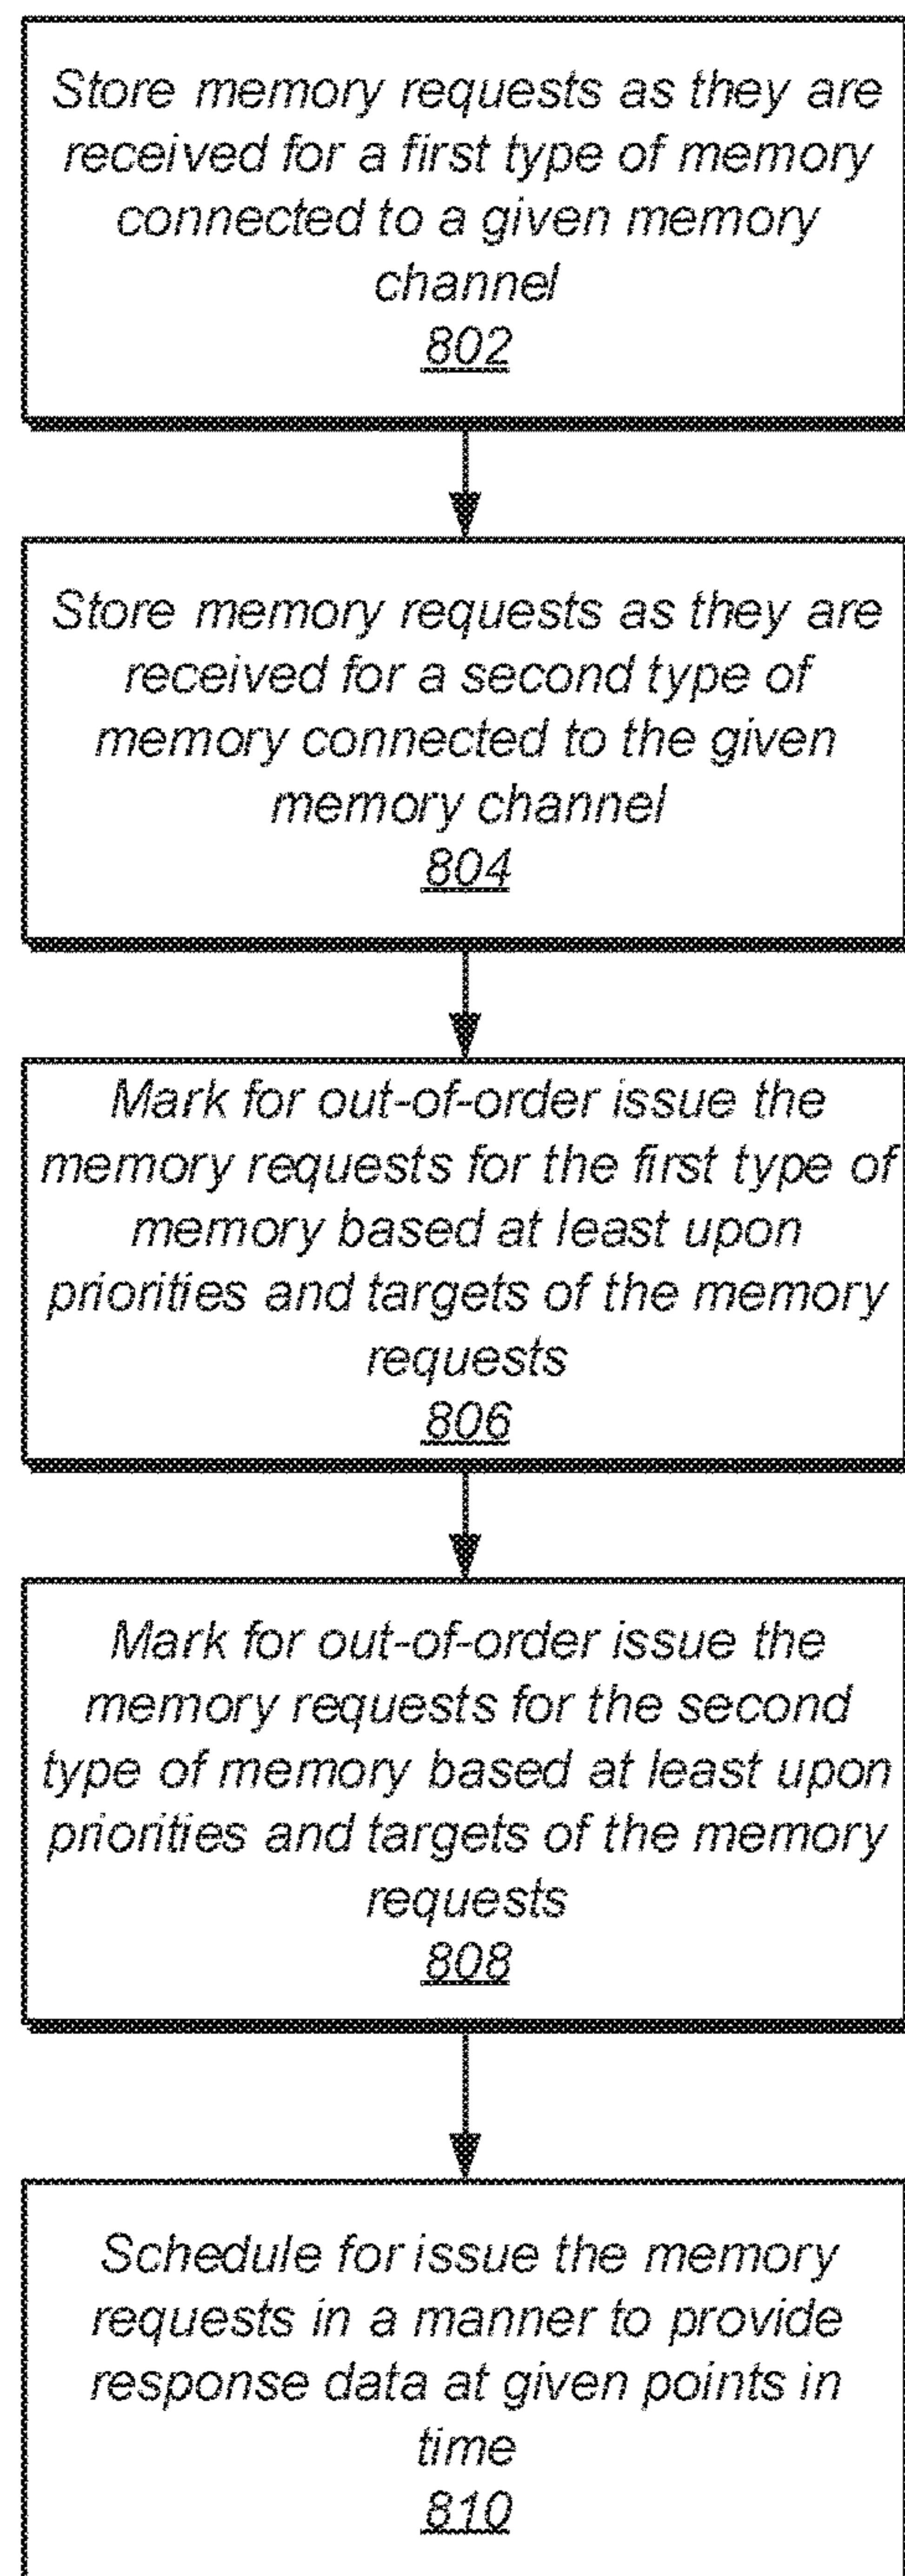 Store memory requests as they are
received for a first type of memory
connected to a given memory
channel
802
Store memory requests as they are
received for a second type of
memory connected to the given
memory channel
804
Mark for out-of-order issue the
memory requests for the first type of
memory based at least upon
priorities and targets of the memory
requests
806
Mark for out-of-order issue the
memory requests for the second
type of memory based at least upon
priorities and targets of the memory
requests
808
Schedule for issue the memory
requests in a manner to provide
response data at given points in
time
810